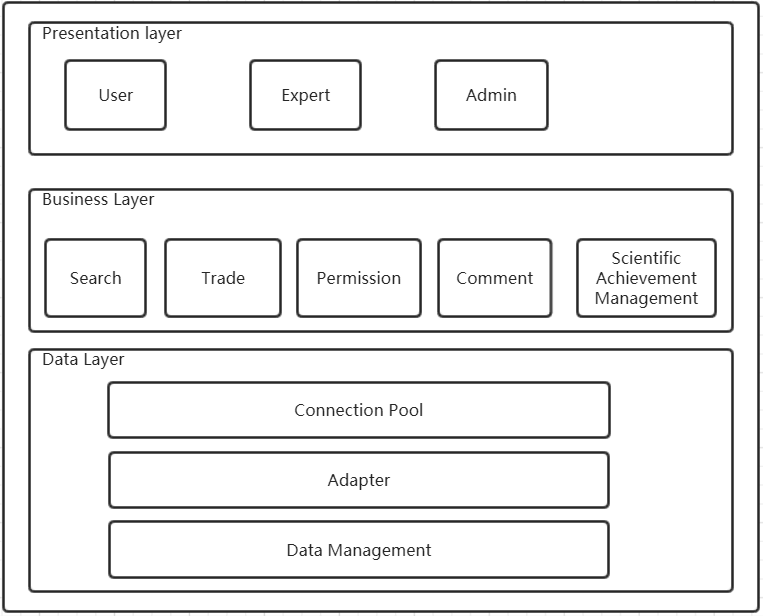 Presentation layer
User
Expert
Admin
Business Layer
Search
Trade
Permission
Comment
Scientific
Achievement
Management
Data Layer
Connection Pool
Adapter
Data Management